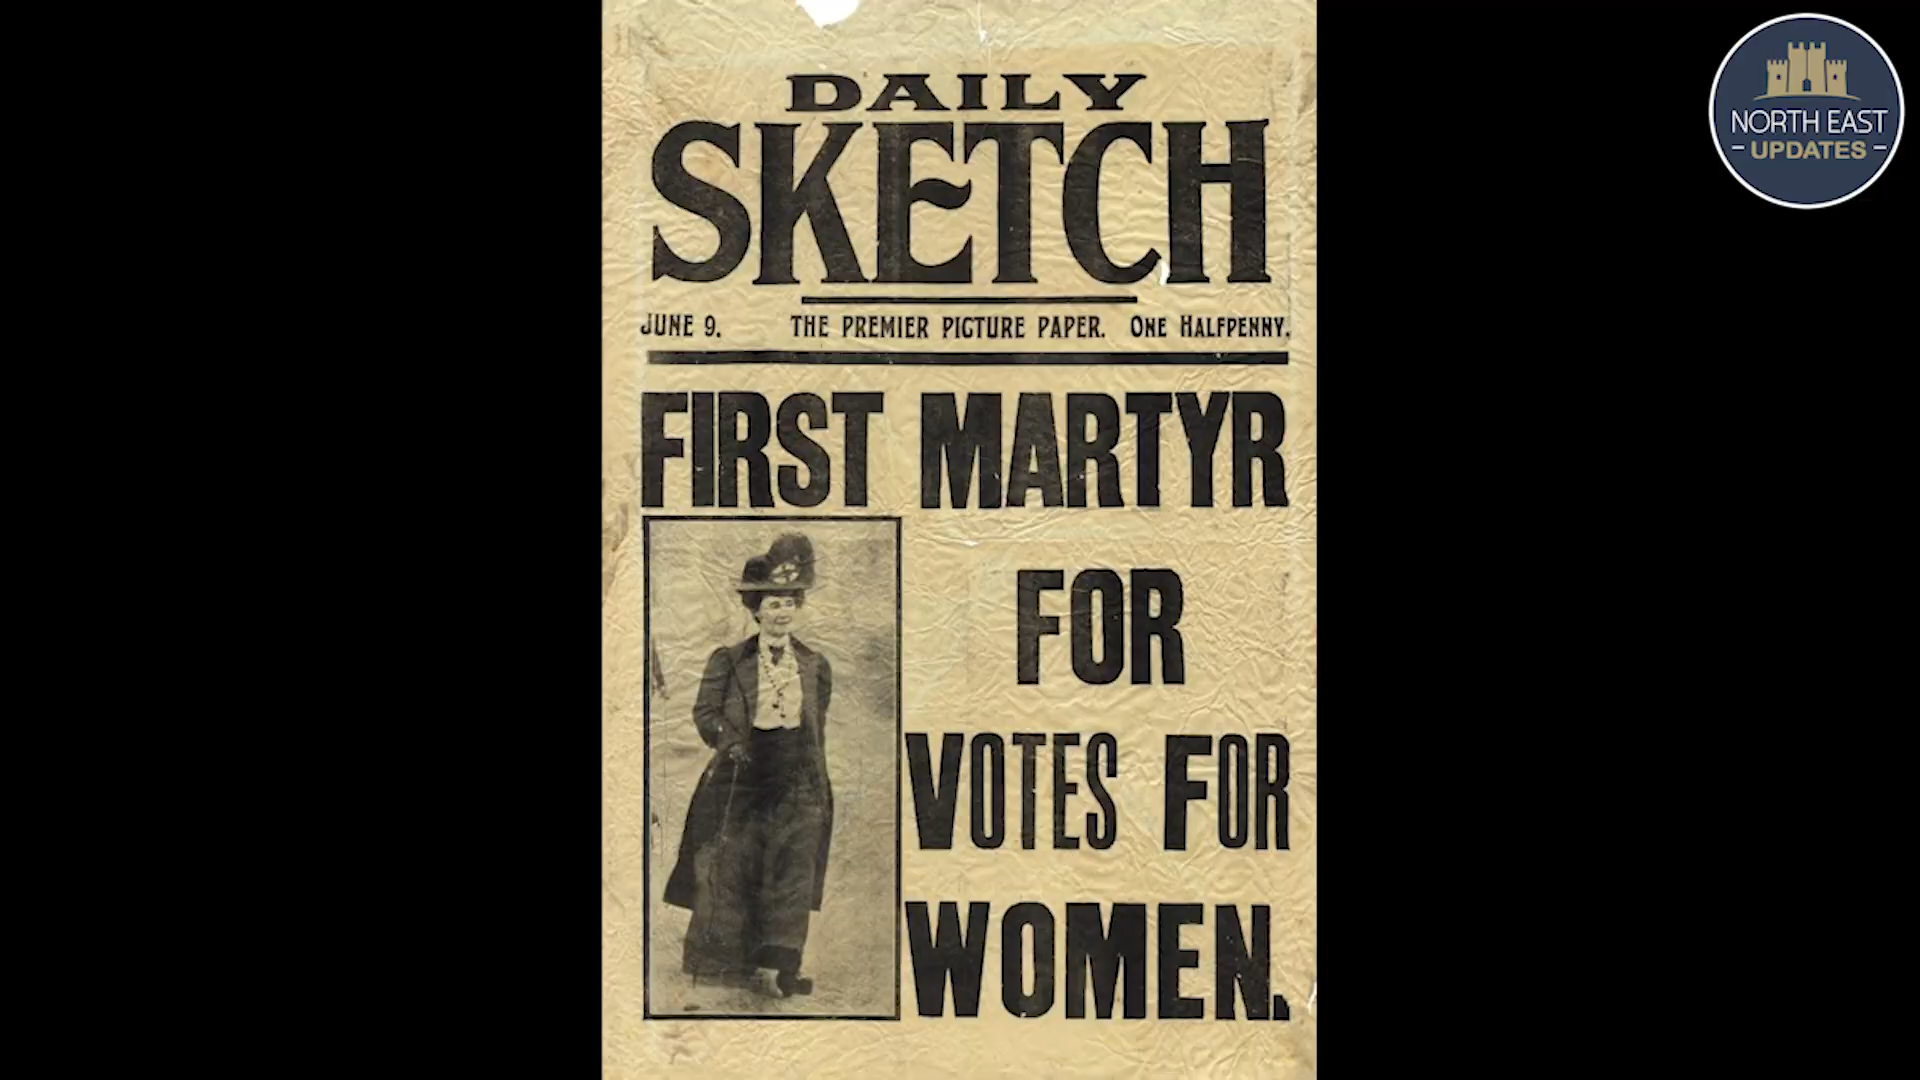 DAILY
SKETCH
JUNE 9. THE PREMIER PICTURE PAPER. ONE HALFPENNY.
FIRST MARTYR
FOR
VOTES FOR
WOMEN.
NORTH EAST
- UPDATES -